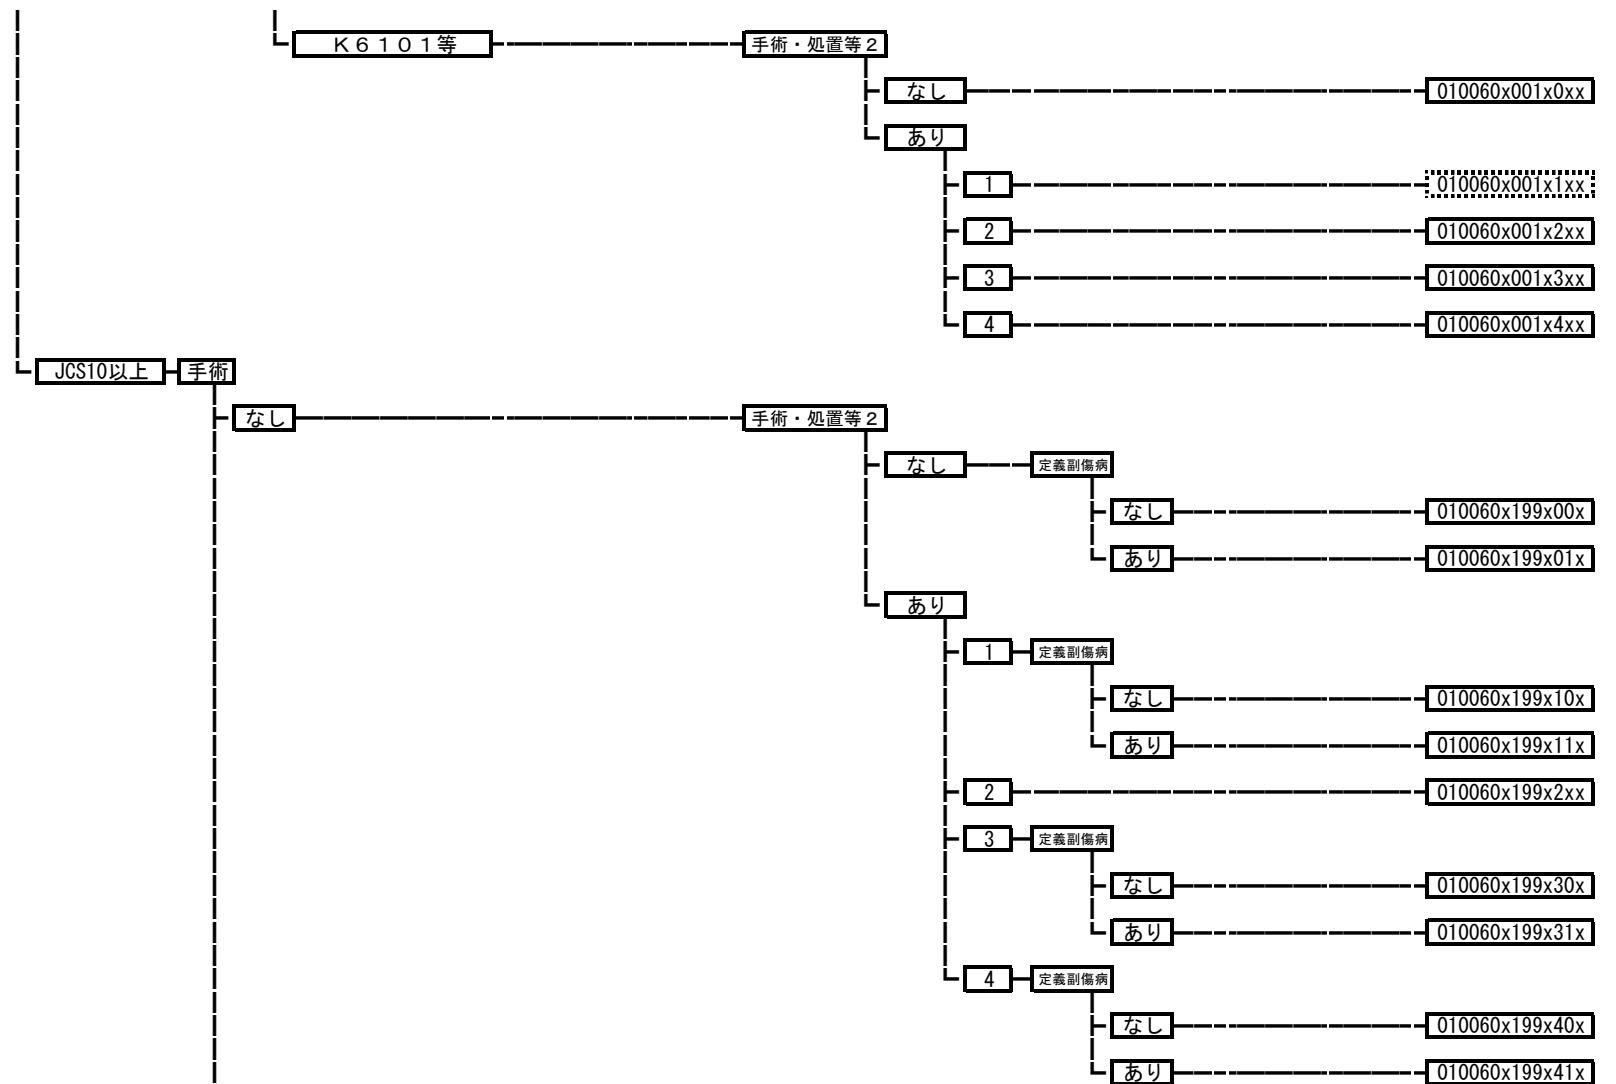 Ｋ６１０１等 手術・処置等２
なし 010060x001x0xx
あり
1 010060x001x1xx
2 010060x001x2xx
3 010060x001x3xx
4 010060x001x4xx
JCS10以上 手術
なし 手術・処置等２
なし 定義副傷病
なし 010060x199x00x
あり 010060x199x01x
あり
1 定義副傷病
なし 010060x199x10x
あり 010060x199x11x
2 010060x199x2xx
3 定義副傷病
なし 010060x199x30x
あり 010060x199x31x
4 定義副傷病
なし 010060x199x40x
あり 010060x199x41x